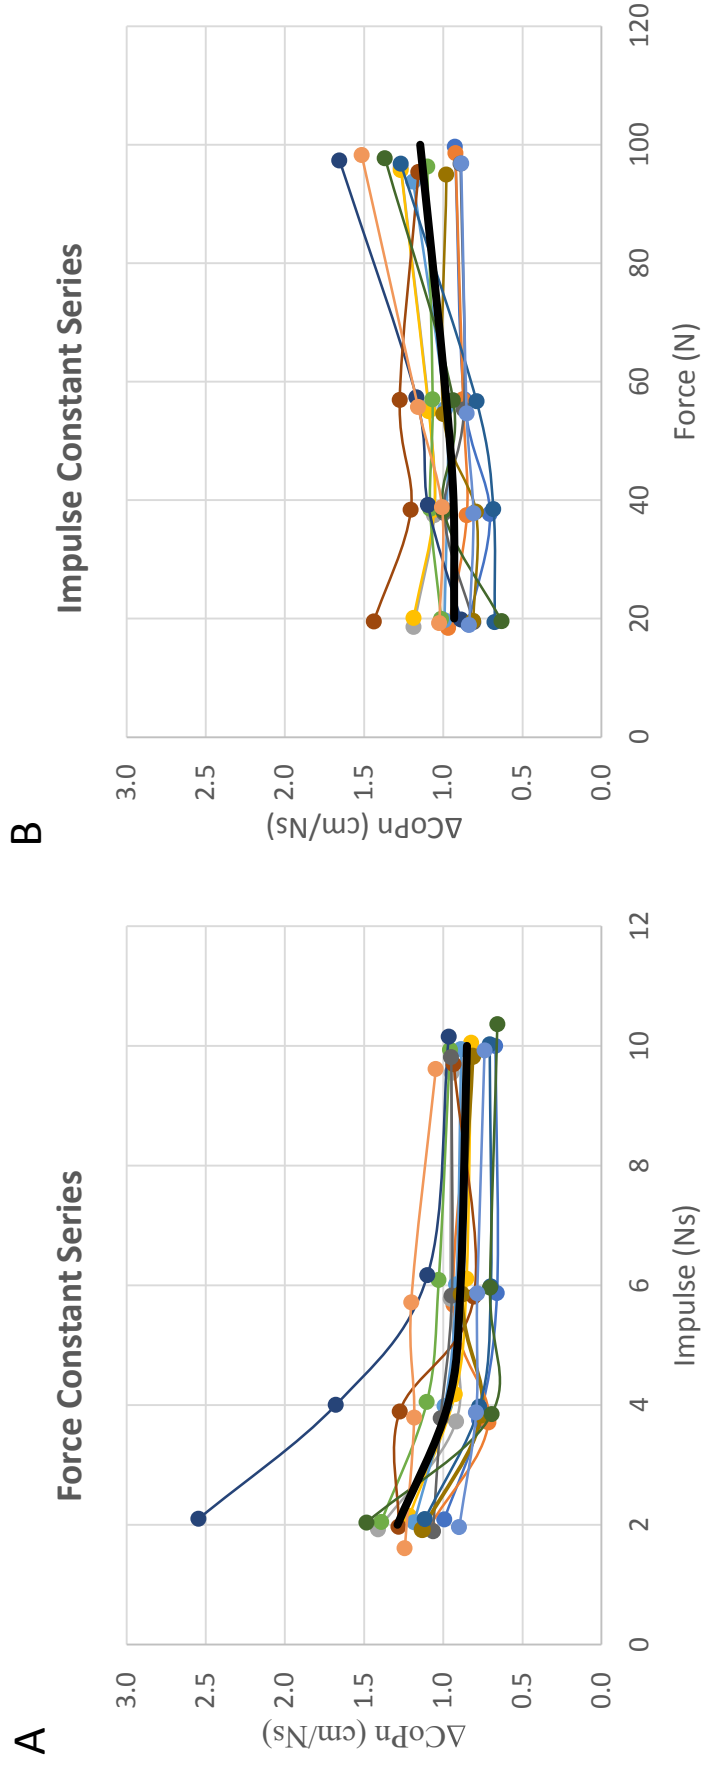 A
Force Constant Series
ΔCoPn (cm/Ns)
3.0
2.5
2.0
1.5
1.0
0.5
0.0
0 2 4 6 8 10 12
Impulse (Ns)
B
Impulse Constant Series
ΔCoPn (cm/Ns)
3.0
2.5
2.0
1.5
1.0
0.5
0.0
0 20 40 60 80 100 120
Force (N)